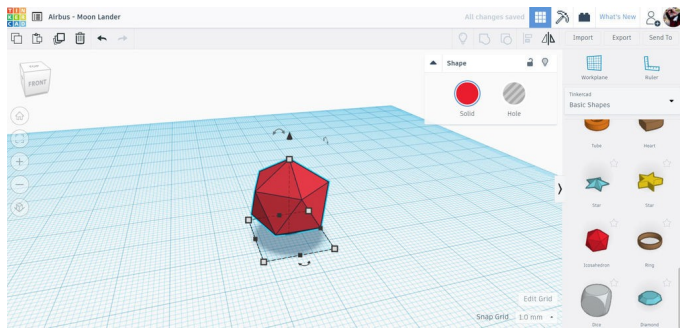 TIN
KER
CAD
Airbus - Moon Lander
All changes saved
What's New
Import
Export
Send To
TOP
FRONT
Shape
Solid
Hole
Workplane
Ruler
Tinkercad
Basic Shapes
Tube
Heart
Star
Star
Icosahedron
Ring
Dice
Diamond
Edit Grid
Snap Grid
1.0 mm